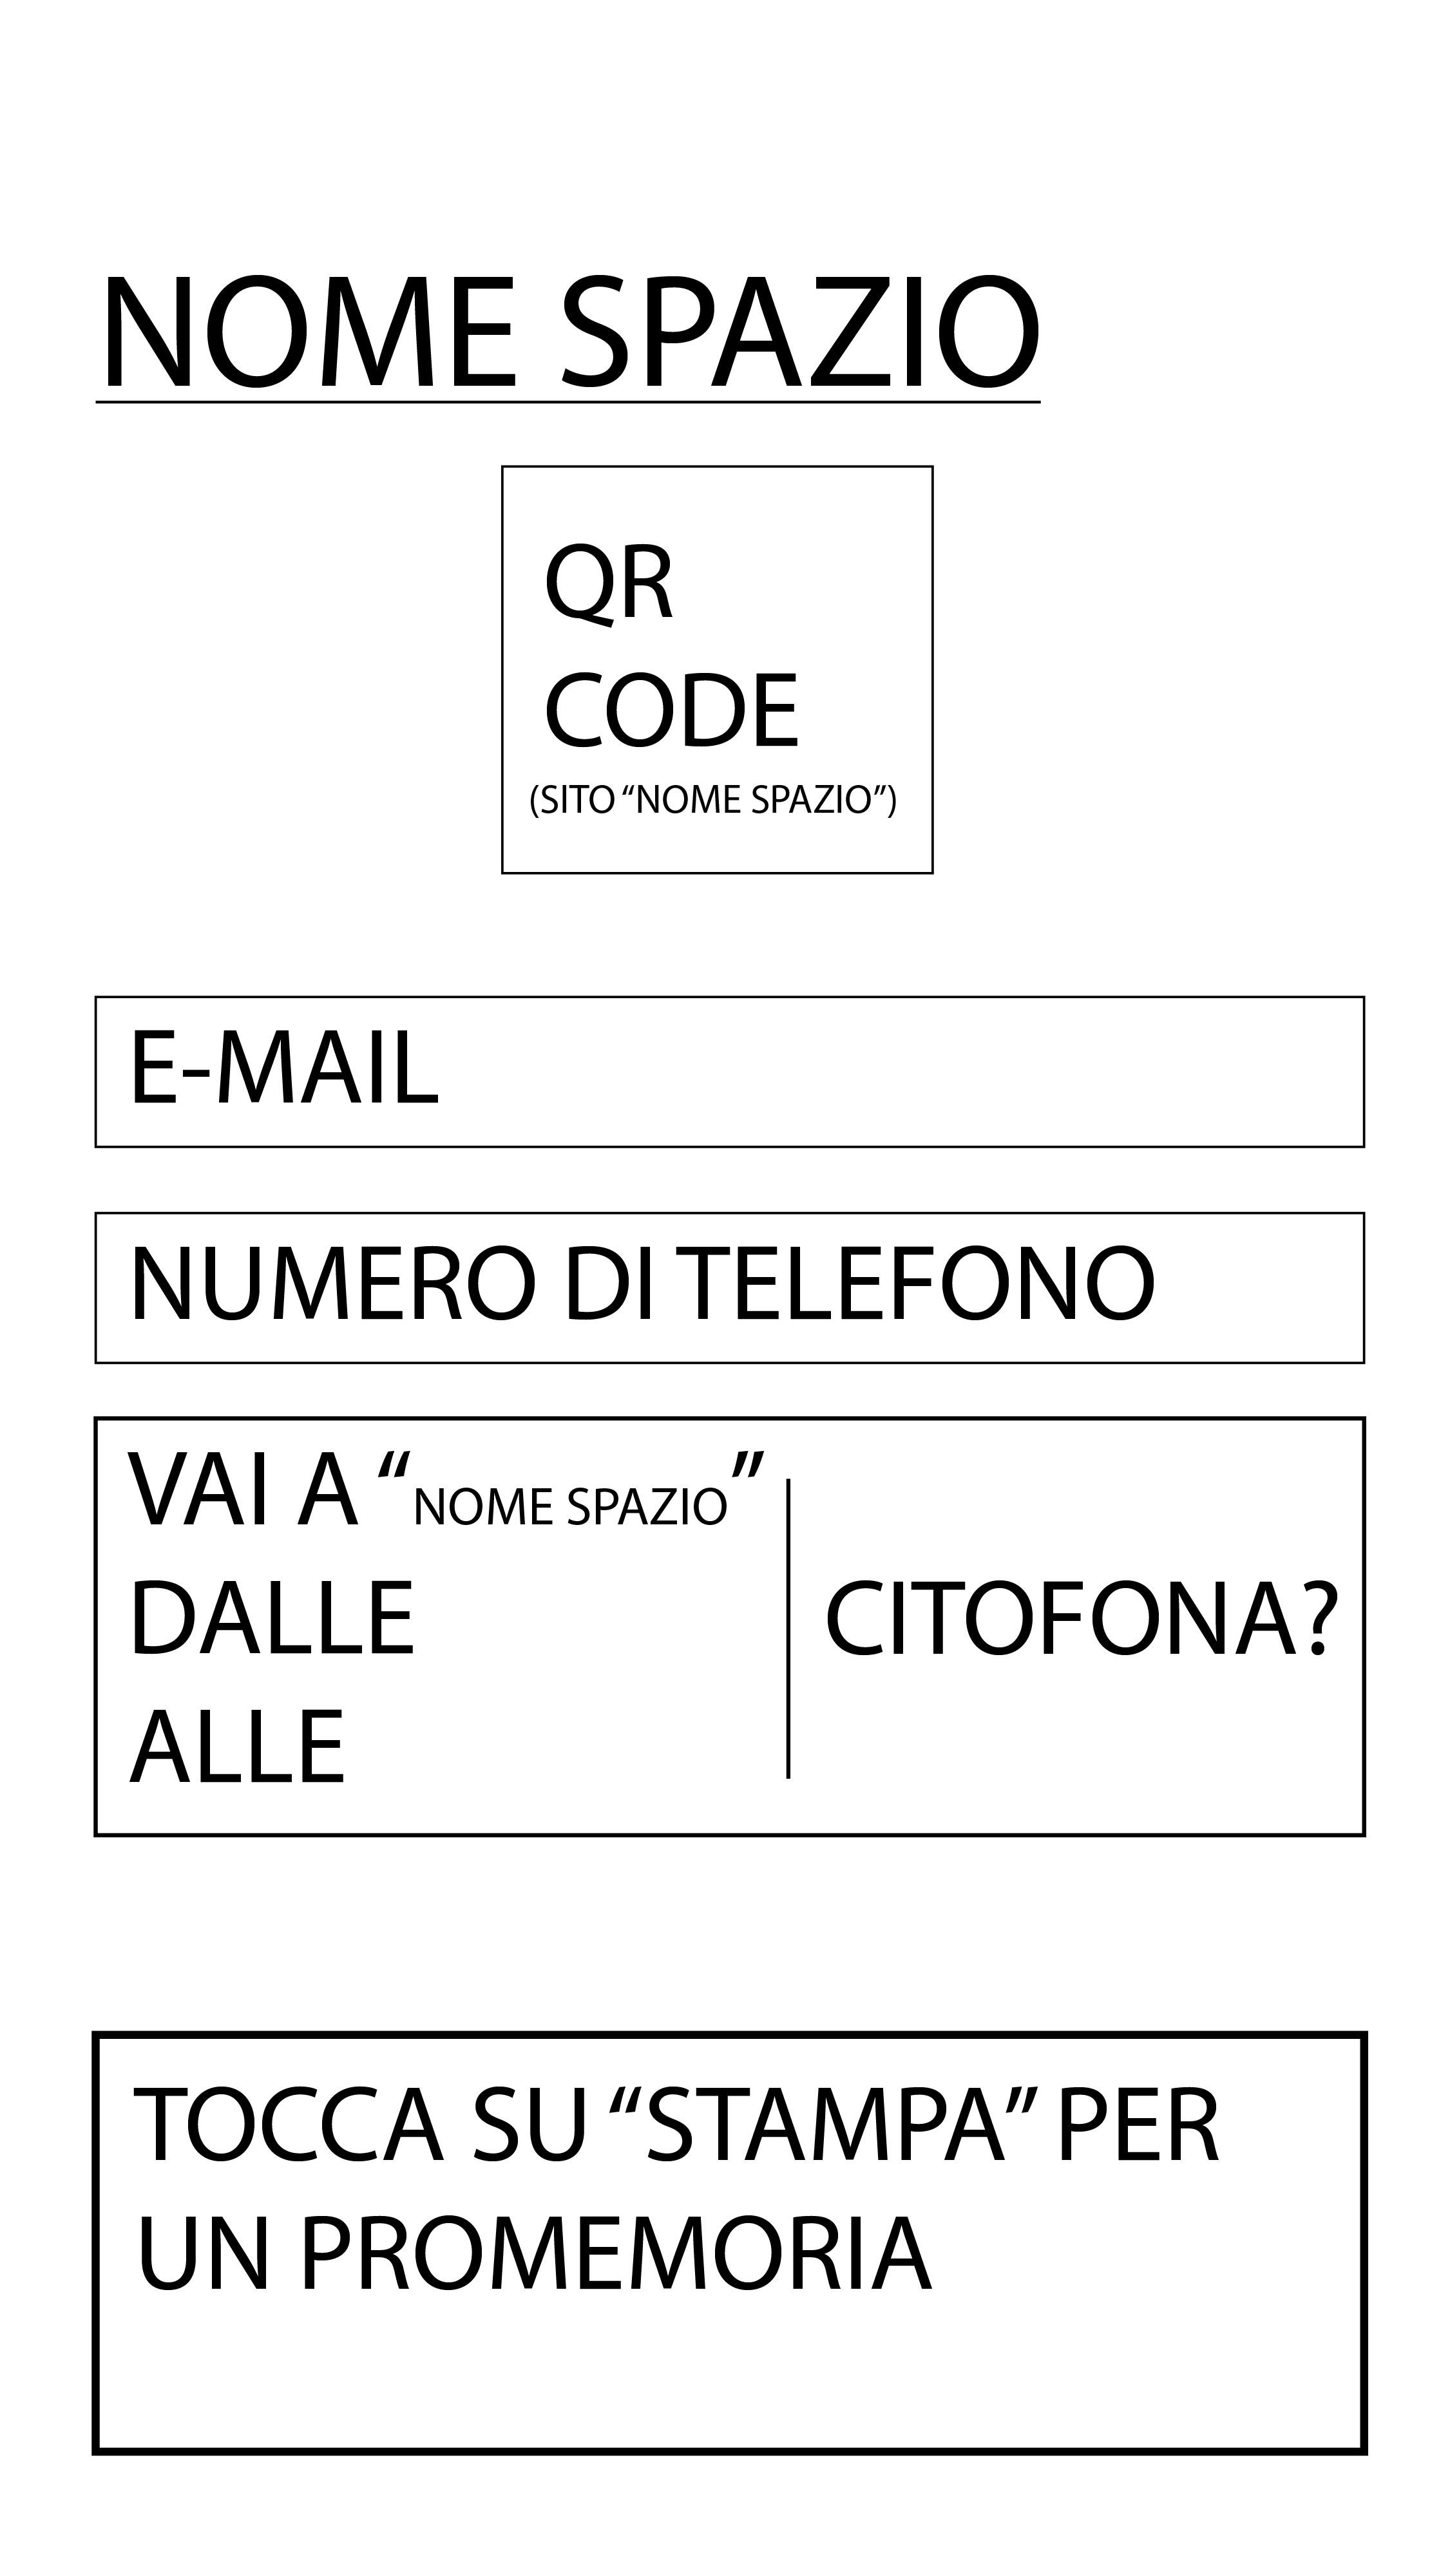 NOME SPAZIO
QR
CODE
(SITO “NOME SPAZIO”)
E-MAIL
NUMERO DI TELEFONO
VAI A “NOME SPAZIO”
DALLE
ALLE
CITOFONA?
TOCCA SU “STAMPA” PER
UN PROMEMORIA